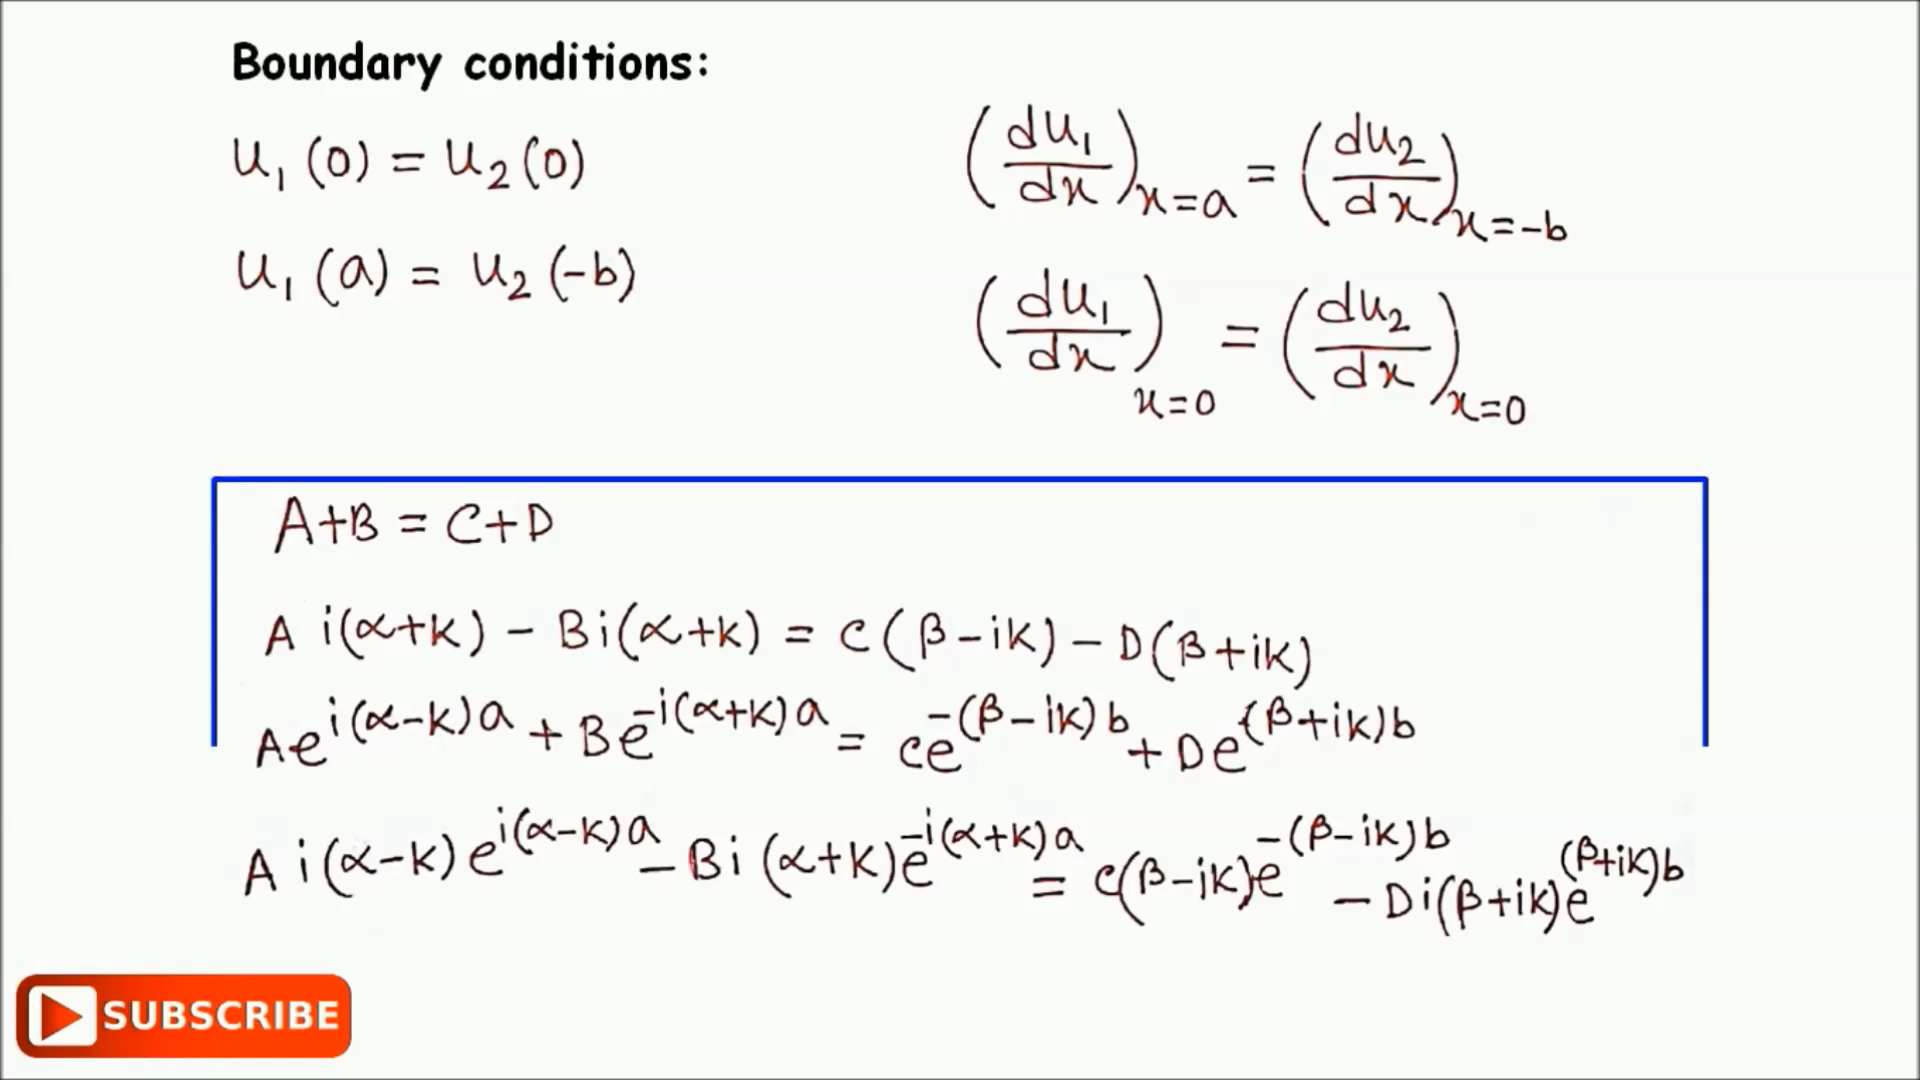 Boundary conditions:
u₁(0) = u₂(0)
u₁(a) = u₂(-b)
(du₁/dx)ₓ₌ₐ = (du₂/dx)ₓ₌₋b
(du₁/dx)ₓ₌₀ = (du₂/dx)ₓ₌₀
A+B = C+D
A i(α+k) - Bi(α+k) = C(β-ik) - D(β+ik)
Ae^{i(α-k)a} + Be^{-i(α+k)a} = Ce^{-(β-ik)b} + De^{(β+ik)b}
A i(α-k)e^{i(α-k)a} - Bi(α+k)e^{-i(α+k)a} = C(β-ik)e^{-(β-ik)b} - Di(β+ik)e^{(β+ik)b}
SUBSCRIBE